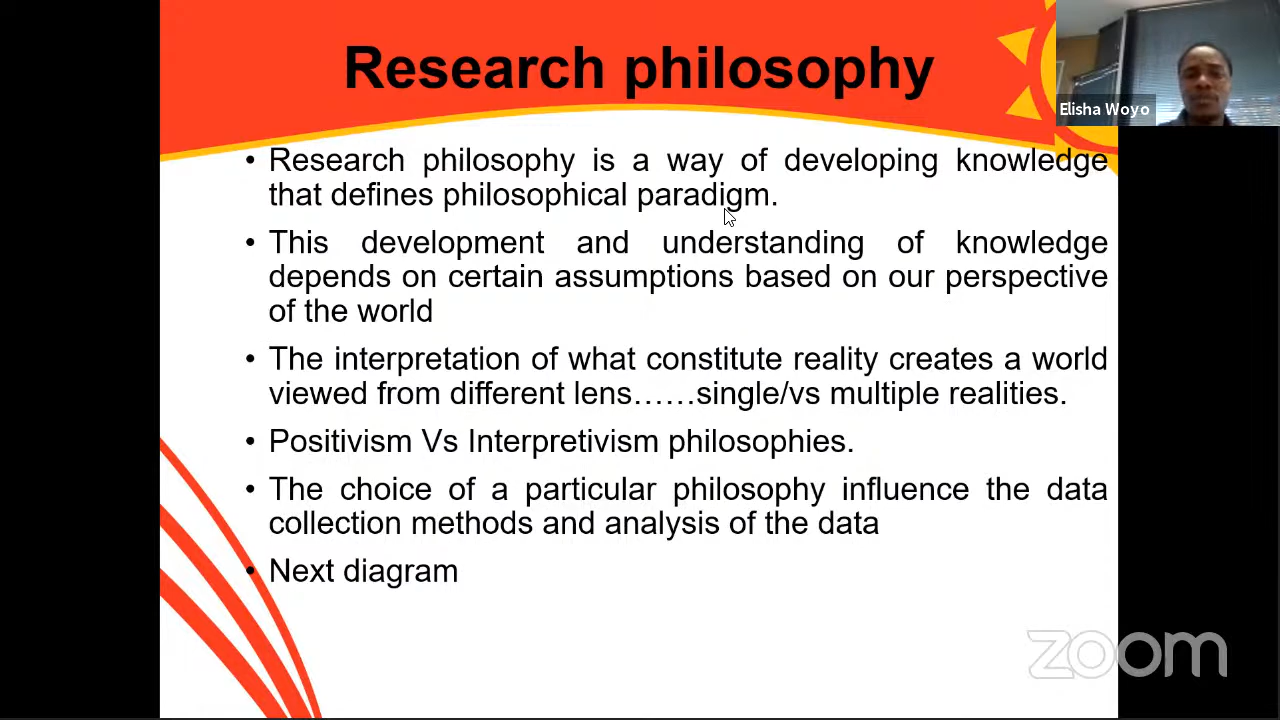 Research philosophy
Elisha Woyo
• Research philosophy is a way of developing knowledge
that defines philosophical paradigm.
• This development and understanding of knowledge
depends on certain assumptions based on our perspective
of the world
• The interpretation of what constitute reality creates a world
viewed from different lens……single/vs multiple realities.
• Positivism Vs Interpretivism philosophies.
• The choice of a particular philosophy influence the data
collection methods and analysis of the data
• Next diagram
zoom